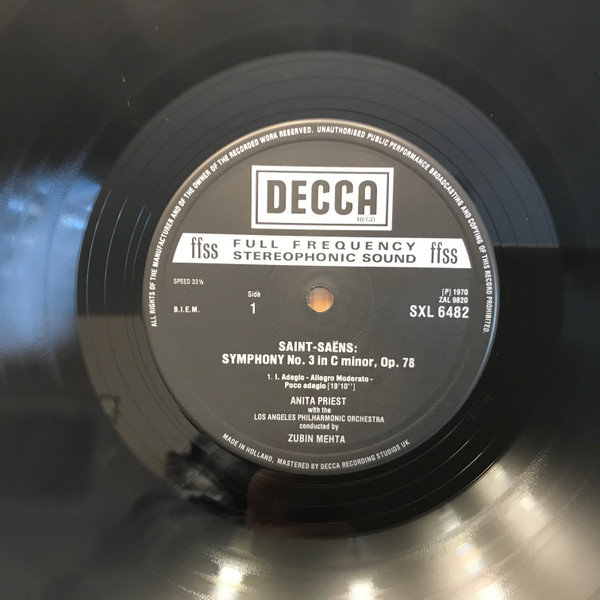 ALL RIGHTS OF THE MANUFACTURER AND OF THE OWNER OF THE RECORDED WORK RESERVED. UNAUTHORISED PUBLIC PERFORMANCE BROADCASTING AND COPYING OF THIS RECORD PROHIBITED.
DECCA
REGD
ffss FULL FREQUENCY STEREOPHONIC SOUND ffss
SPEED 33⅓
B.I.E.M.
Side
1
(P) 1970
ZAL 9820
SXL 6482
SAINT-SAËNS:
SYMPHONY No. 3 in C minor, Op. 78
1. I. Adagio - Allegro Moderato -
Poco adagio [19'10'']
ANITA PRIEST
with the
LOS ANGELES PHILHARMONIC ORCHESTRA
conducted by
ZUBIN MEHTA
MADE IN HOLLAND, MASTERED BY DECCA RECORDING STUDIOS UK